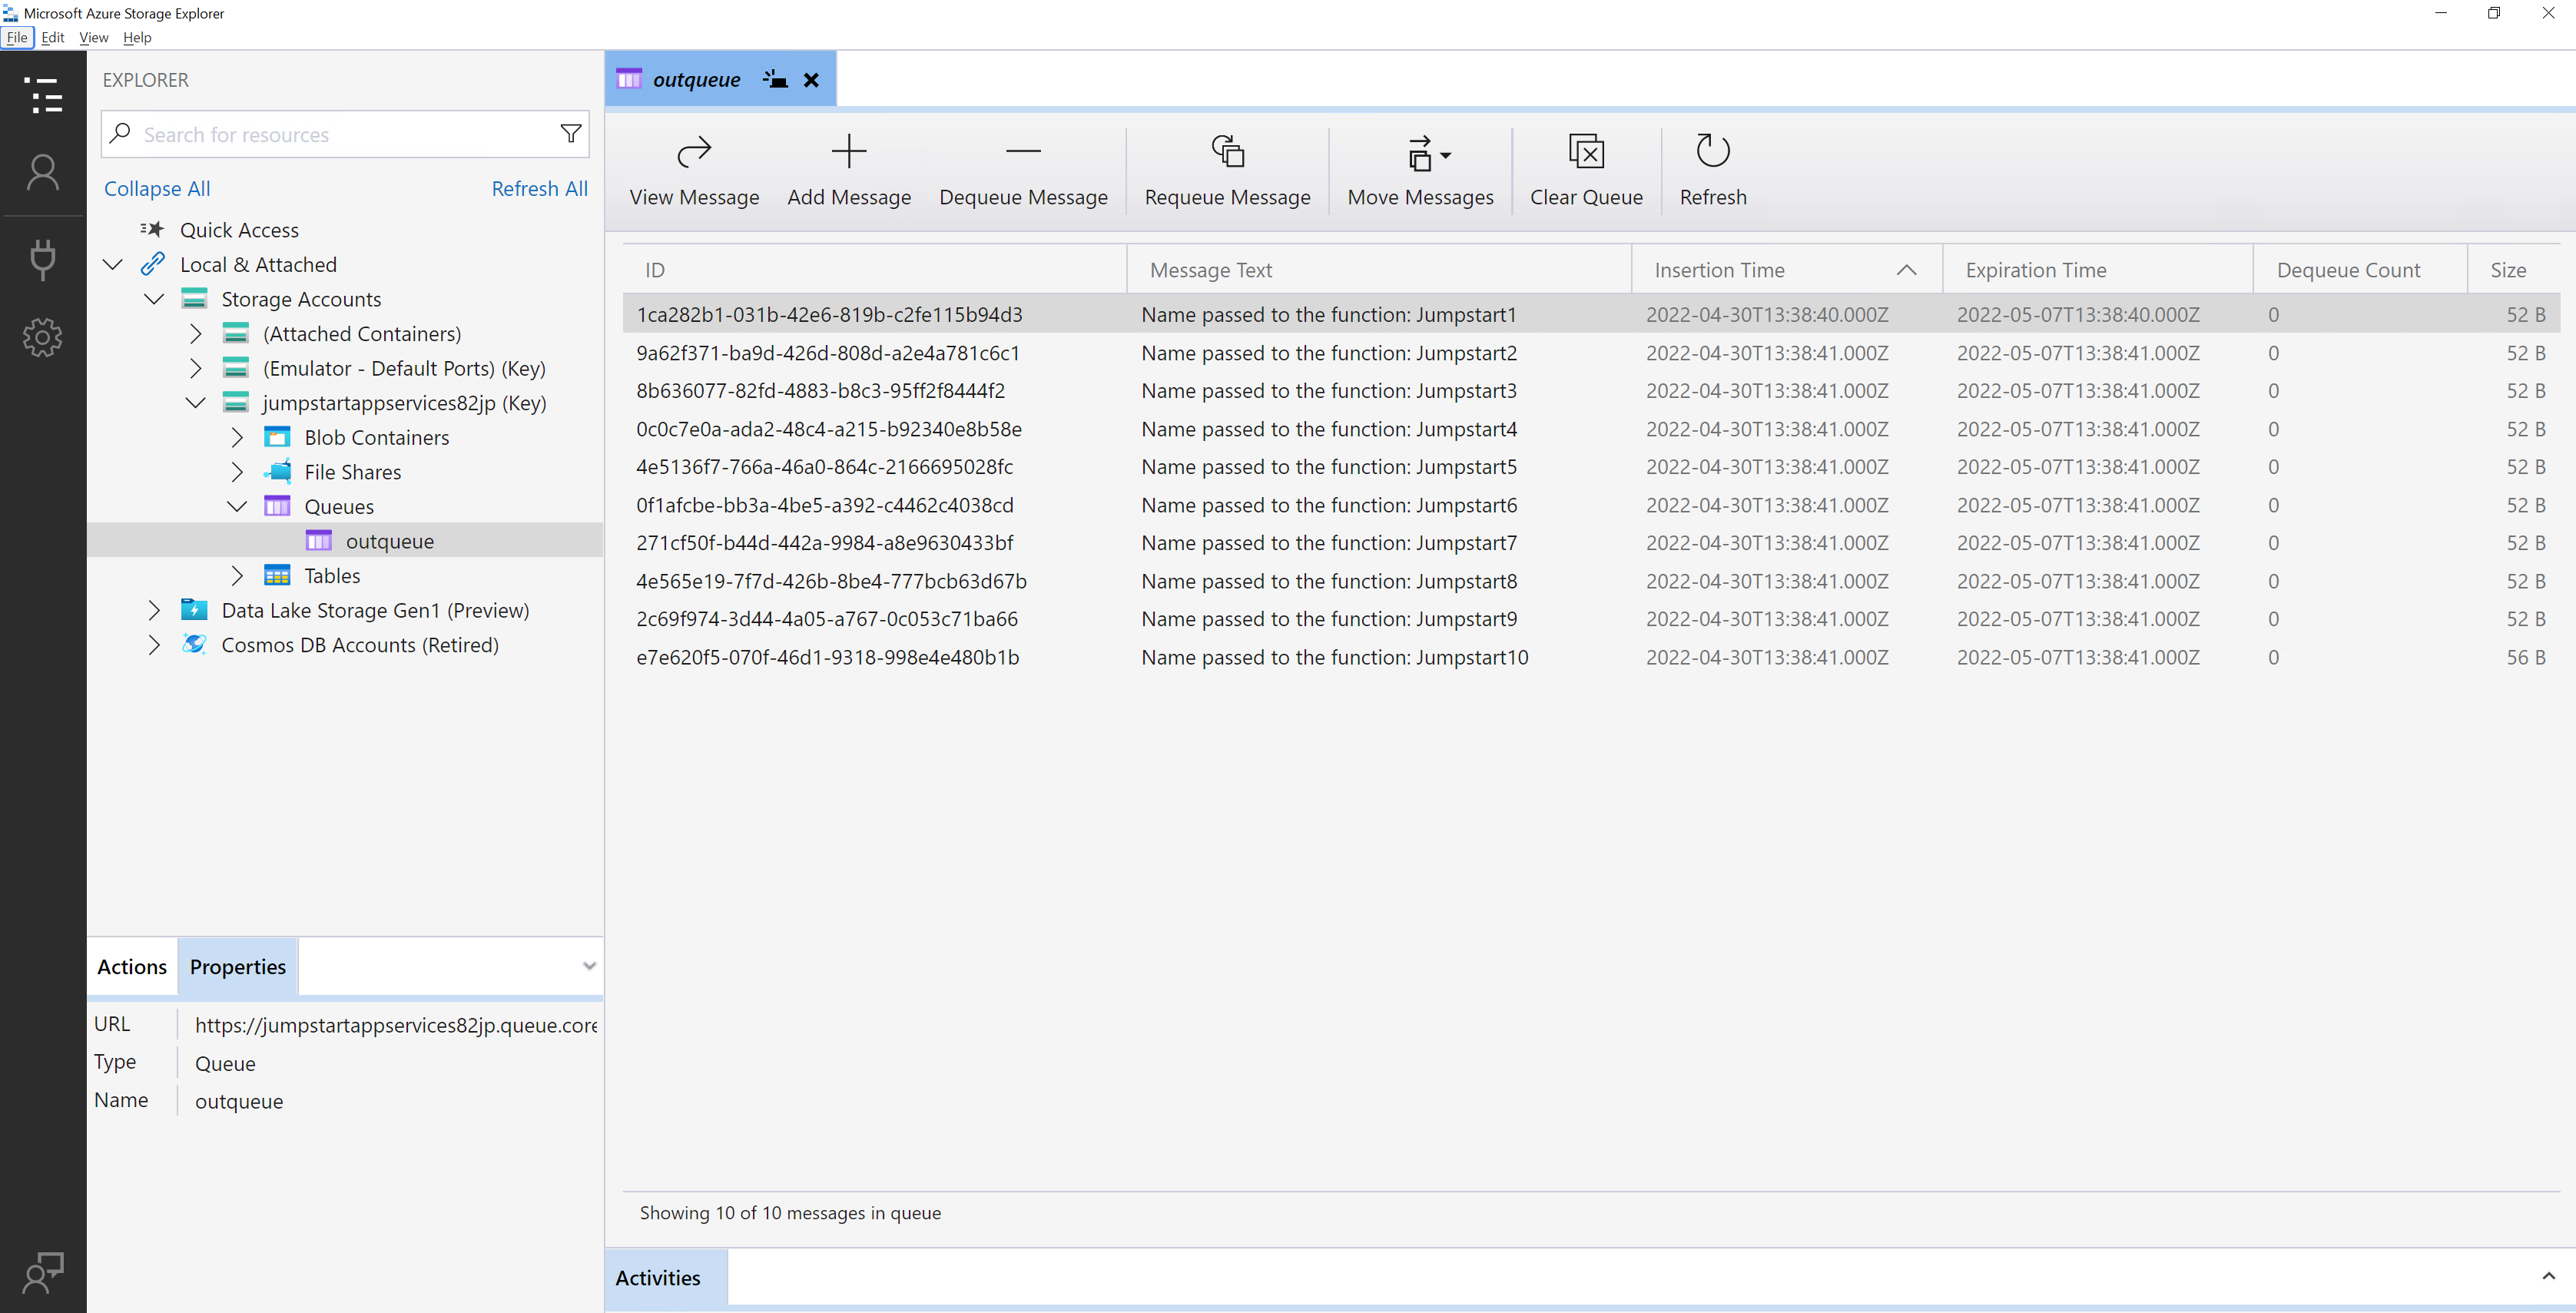 Microsoft Azure Storage Explorer
File Edit View Help
EXPLORER
Search for resources
Collapse All Refresh All
Quick Access
Local & Attached
Storage Accounts
(Attached Containers)
(Emulator - Default Ports) (Key)
jumpstartappservices82jp (Key)
Blob Containers
File Shares
Queues
outqueue
Tables
Data Lake Storage Gen1 (Preview)
Cosmos DB Accounts (Retired)
Actions Properties
URL https://jumpstartappservices82jp.queue.core
Type Queue
Name outqueue
outqueue
View Message Add Message Dequeue Message Requeue Message Move Messages Clear Queue Refresh
ID Message Text Insertion Time Expiration Time Dequeue Count Size
1ca282b1-031b-42e6-819b-c2fe115b94d3 Name passed to the function: Jumpstart1 2022-04-30T13:38:40.000Z 2022-05-07T13:38:40.000Z 0 52 B
9a62f371-ba9d-426d-808d-a2e4a781c6c1 Name passed to the function: Jumpstart2 2022-04-30T13:38:41.000Z 2022-05-07T13:38:41.000Z 0 52 B
8b636077-82fd-4883-b8c3-95ff2f8444f2 Name passed to the function: Jumpstart3 2022-04-30T13:38:41.000Z 2022-05-07T13:38:41.000Z 0 52 B
0c0c7e0a-ada2-48c4-a215-b92340e8b58e Name passed to the function: Jumpstart4 2022-04-30T13:38:41.000Z 2022-05-07T13:38:41.000Z 0 52 B
4e5136f7-766a-46a0-864c-2166695028fc Name passed to the function: Jumpstart5 2022-04-30T13:38:41.000Z 2022-05-07T13:38:41.000Z 0 52 B
0f1afcbe-bb3a-4be5-a392-c4462c4038cd Name passed to the function: Jumpstart6 2022-04-30T13:38:41.000Z 2022-05-07T13:38:41.000Z 0 52 B
271cf50f-b44d-442a-9984-a8e9630433bf Name passed to the function: Jumpstart7 2022-04-30T13:38:41.000Z 2022-05-07T13:38:41.000Z 0 52 B
4e565e19-7f7d-426b-8be4-777bcb63d67b Name passed to the function: Jumpstart8 2022-04-30T13:38:41.000Z 2022-05-07T13:38:41.000Z 0 52 B
2c69f974-3d44-4a05-a767-0c053c71ba66 Name passed to the function: Jumpstart9 2022-04-30T13:38:41.000Z 2022-05-07T13:38:41.000Z 0 52 B
e7e620f5-070f-46d1-9318-998e4e480b1b Name passed to the function: Jumpstart10 2022-04-30T13:38:41.000Z 2022-05-07T13:38:41.000Z 0 56 B
Showing 10 of 10 messages in queue
Activities